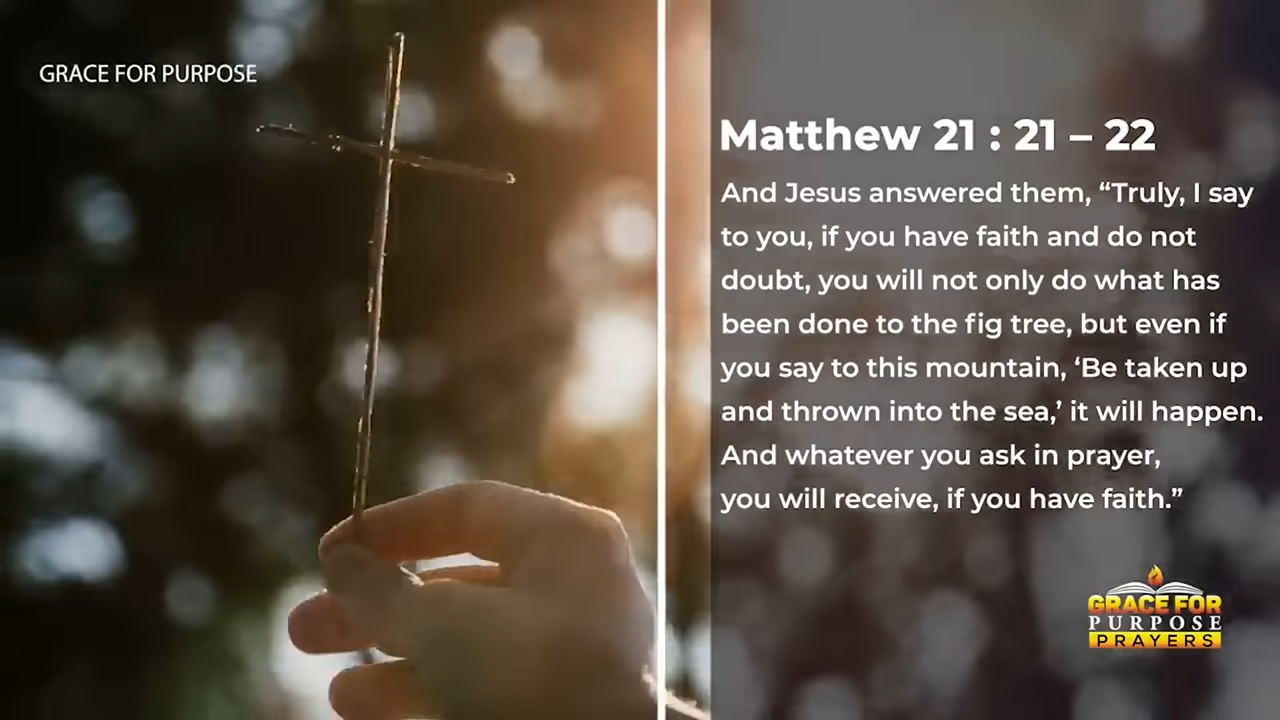 GRACE FOR PURPOSE
Matthew 21 : 21 – 22
And Jesus answered them, “Truly, I say
to you, if you have faith and do not
doubt, you will not only do what has
been done to the fig tree, but even if
you say to this mountain, ‘Be taken up
and thrown into the sea,’ it will happen.
And whatever you ask in prayer,
you will receive, if you have faith.”
GRACE FOR
PURPOSE
PRAYERS